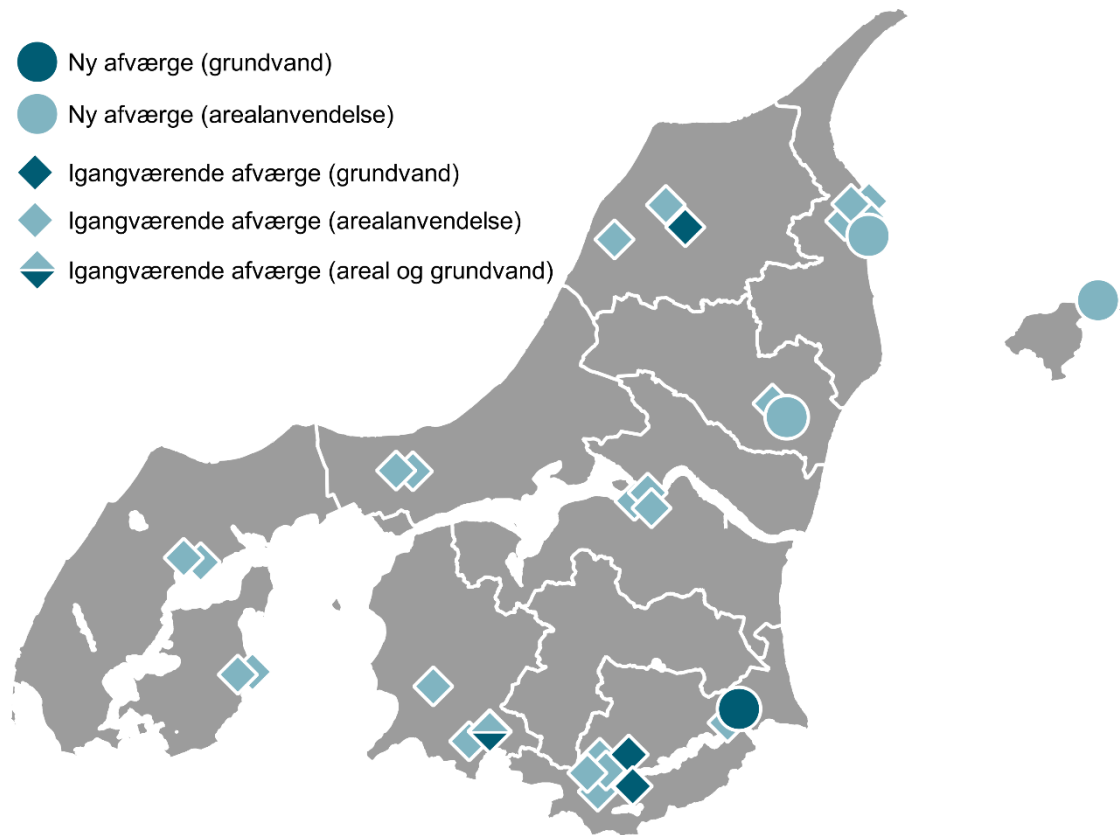 Ny afværge (grundvand)
Ny afværge (arealanvendelse)
Igangværende afværge (grundvand)
Igangværende afværge (arealanvendelse)
Igangværende afværge (areal og grundvand)